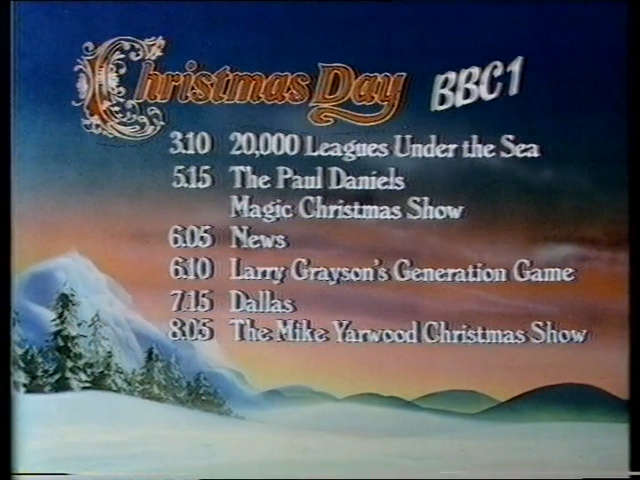 Christmas Day BBC1
3.10 20,000 Leagues Under the Sea
5.15 The Paul Daniels
Magic Christmas Show
6.05 News
6.10 Larry Grayson's Generation Game
7.15 Dallas
8.05 The Mike Yarwood Christmas Show